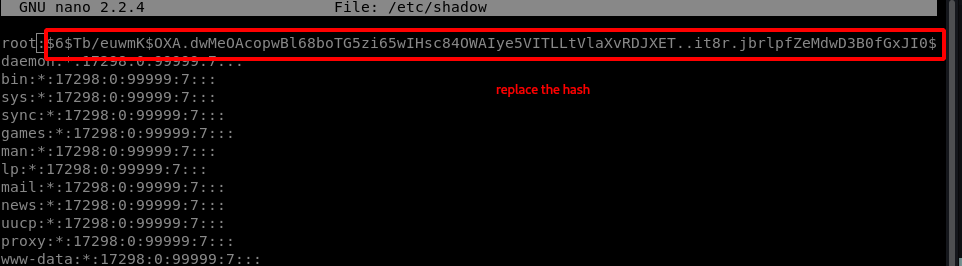 GNU nano 2.2.4 File: /etc/shadow
root:$6$Tb/euwmK$OXA.dwMeOAcopwBl68boTG5zi65wIHsc84OWAIye5VITLLtVlaXvRDJXET..it8r.jbrlpfZeMdwD3B0fGxJI0$
daemon:*:17298:0:99999:7:::
bin:*:17298:0:99999:7:::
replace the hash
sys:*:17298:0:99999:7:::
sync:*:17298:0:99999:7:::
games:*:17298:0:99999:7:::
man:*:17298:0:99999:7:::
lp:*:17298:0:99999:7:::
mail:*:17298:0:99999:7:::
news:*:17298:0:99999:7:::
uucp:*:17298:0:99999:7:::
proxy:*:17298:0:99999:7:::
www-data:*:17298:0:99999:7:::